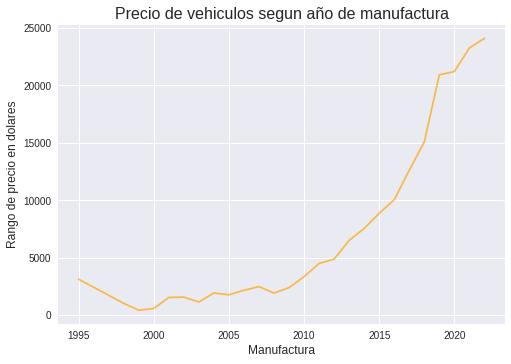 Precio de vehiculos segun año de manufactura
25000
20000
15000
10000
5000
0
Rango de precio en dolares
1995 2000 2005 2010 2015 2020
Manufactura